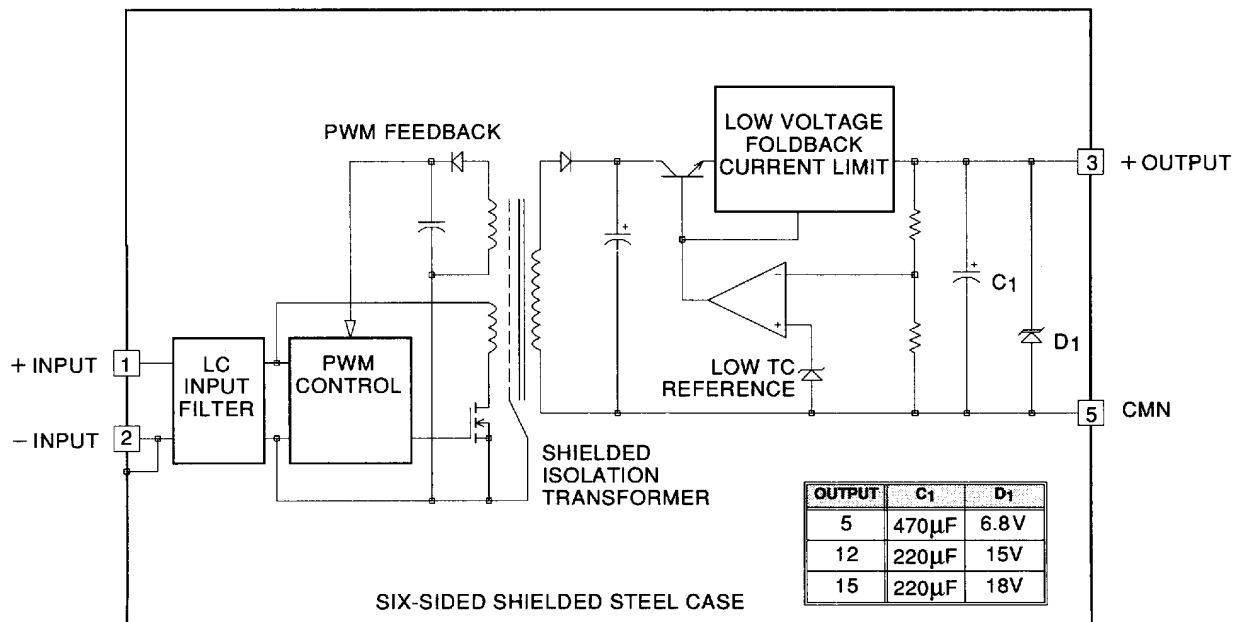 LOW VOLTAGE
FOLDBACK
CURRENT LIMIT
PWM FEEDBACK
3
+ OUTPUT
+
+
C1
−
+
D1
LOW TC
REFERENCE
+ INPUT
1
LC
INPUT
FILTER
PWM
CONTROL
− INPUT
2
5
CMN
SHIELDED
ISOLATION
TRANSFORMER
OUTPUT C1 D1
5 470µF 6.8V
12 220µF 15V
15 220µF 18V
SIX-SIDED SHIELDED STEEL CASE